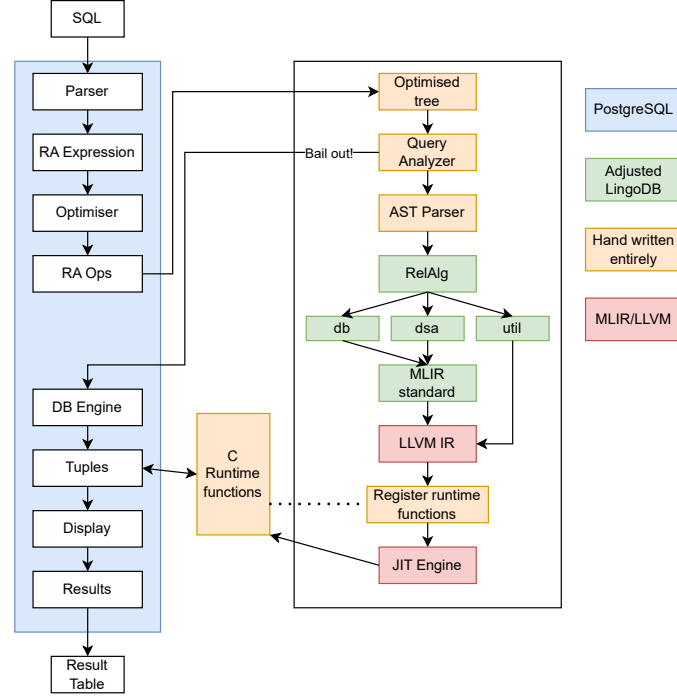 SQL
Parser
RA Expression
Optimiser
RA Ops
DB Engine
Tuples
Display
Results
Result
Table
C
Runtime
functions
Bail out!
Optimised
tree
Query
Analyzer
AST Parser
RelAlg
db
dsa
util
MLIR
standard
LLVM IR
Register runtime
functions
JIT Engine
PostgreSQL
Adjusted
LingoDB
Hand written
entirely
MLIR/LLVM